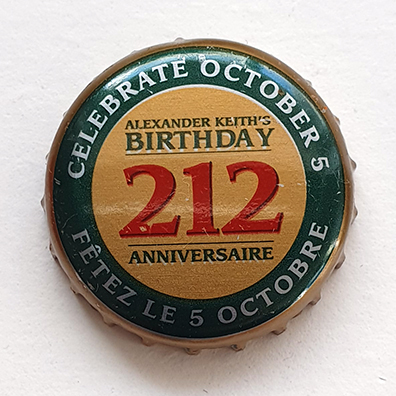 CELEBRATE OCTOBER 5
ALEXANDER KEITH'S
BIRTHDAY
212
ANNIVERSAIRE
FÊTEZ LE 5 OCTOBRE